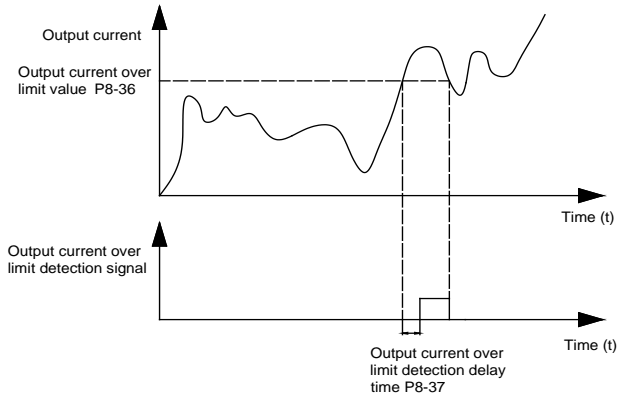 Output current
Output current over
limit value P8-36
Time (t)
Output current over
limit detection signal
Time (t)
Output current over
limit detection delay
time P8-37